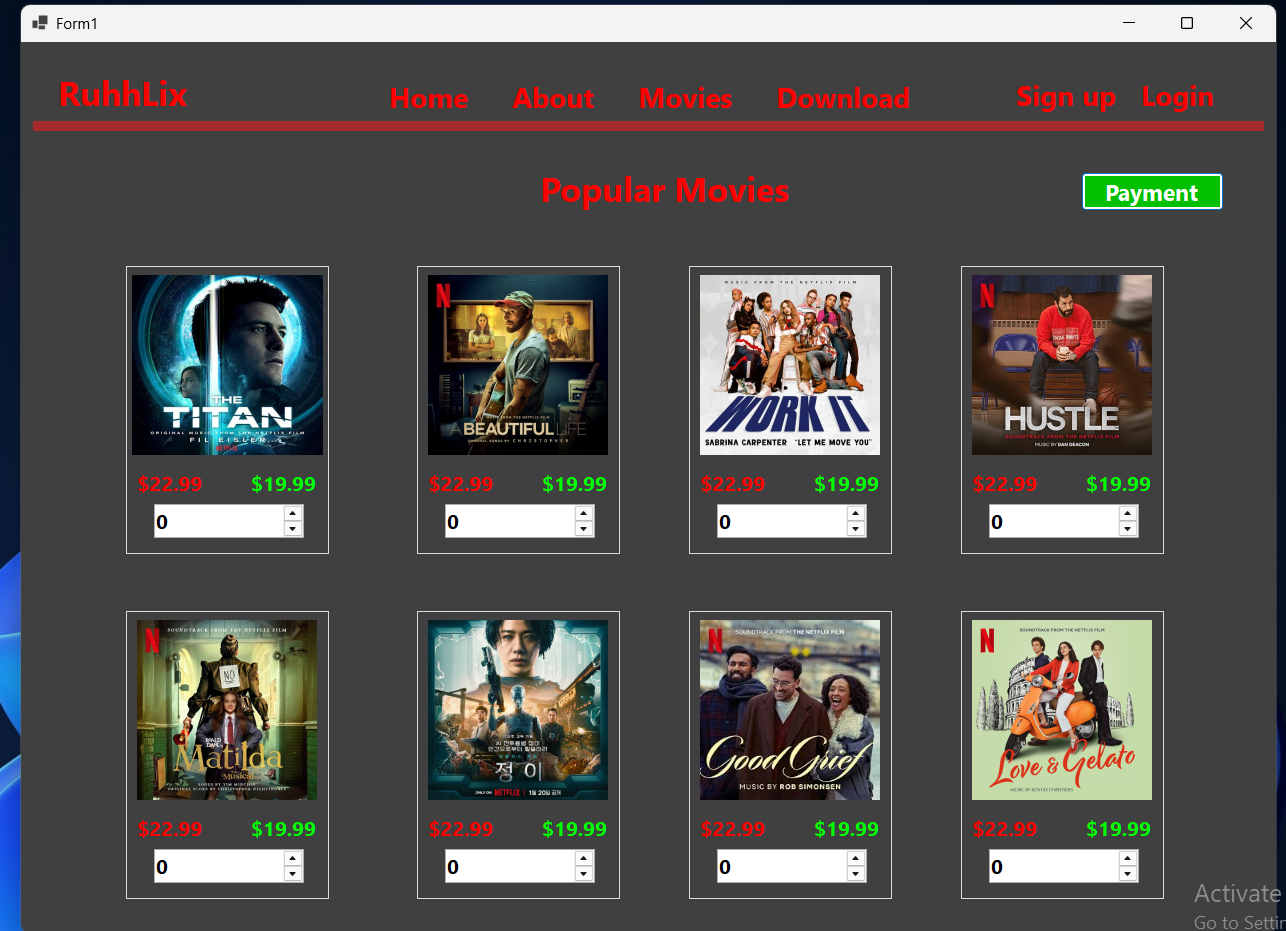 Form1
RuhhLix
Home About Movies Download
Sign up Login
Popular Movies
Payment
THE
TITAN
ORIGINAL MUSIC FROM THE NETFLIX FILM
FIL EISLER
N
MUSIC FROM THE NETFLIX FILM
A BEAUTIFUL LIFE
ORIGINAL SONGS BY CHRISTOPHER
MUSIC FROM THE NETFLIX FILM
WORK IT
SABRINA CARPENTER "LET ME MOVE YOU"
N
HUSTLE
SOUNDTRACK FROM THE NETFLIX FILM
MUSIC BY DAN DEACON
$22.99 $19.99
$22.99 $19.99
$22.99 $19.99
$22.99 $19.99
0
0
0
0
SOUNDTRACK FROM THE NETFLIX FILM
N
NO
ROALD
DAHL'S
Matilda
The
Musical
SONGS BY TIM MINCHIN
ORIGINAL SCORE BY CHRISTOPHER NIGHTINGALE
정이
ONLY ON NETFLIX | 1월 20일 공개
SOUNDTRACK FROM THE NETFLIX FILM
N
Good Grief
MUSIC BY ROB SIMONSEN
SOUNDTRACK FROM THE NETFLIX FILM
N
Love & Gelato
$22.99 $19.99
$22.99 $19.99
$22.99 $19.99
$22.99 $19.99
0
0
0
0
Activate
Go to Settin